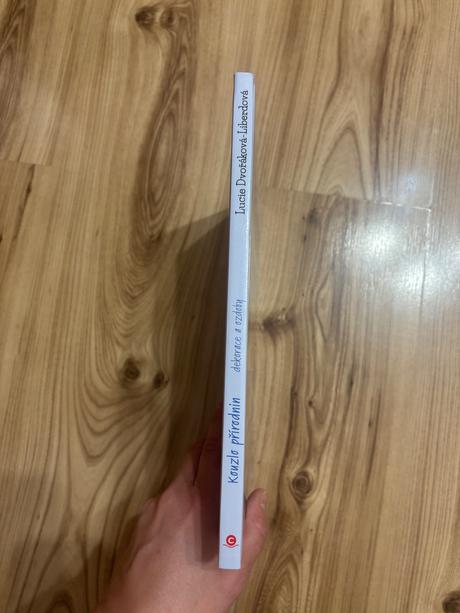 Kouzlo přírodnin
dekorace a ozdoby
Lucie Dvořáková-Liberdová